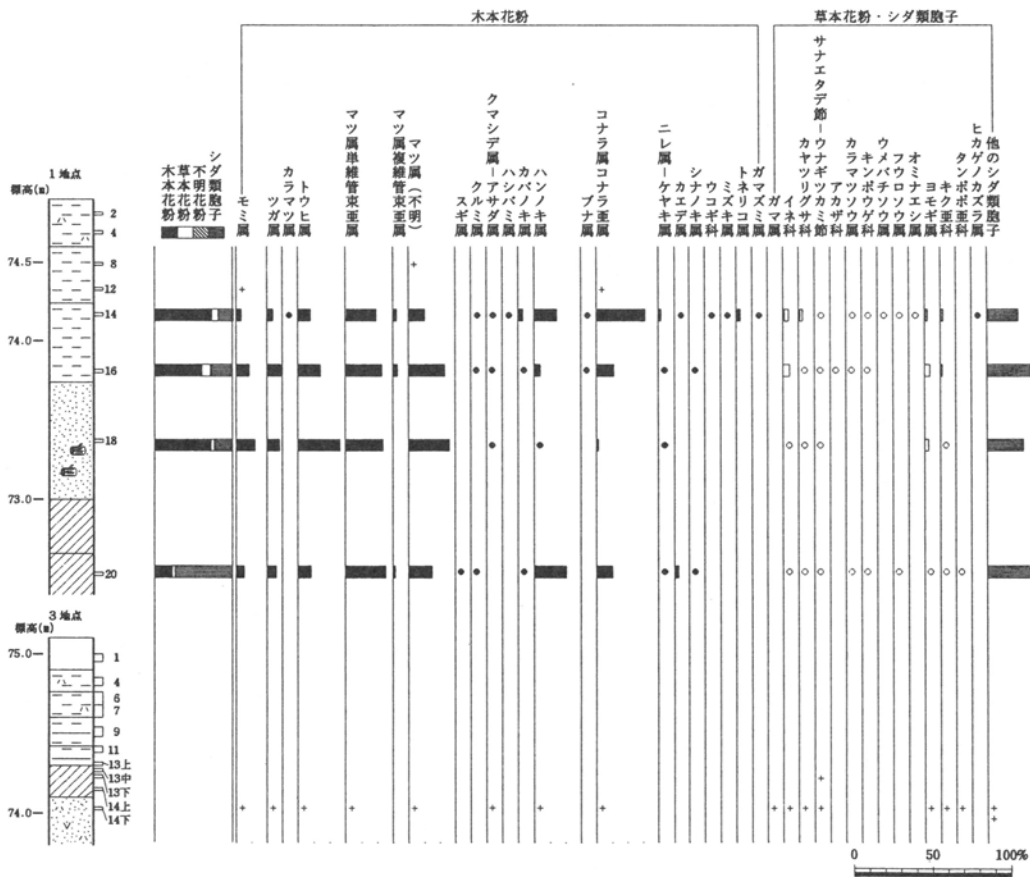 木本花粉
草本花粉・シダ類胞子
1 地点
標高(m)
木本花粉
草本花粉
不明花粉
シダ類胞子
モミ属
ツガ属
カラマツ属
トウヒ属
マツ属単維管束亜属
マツ属複維管束亜属
マツ属(不明)
スギ属
クルミ属
クマシデ属－アサダ属
ハシバミ属
カバノキ属
ハンノキ属
ブナ属
コナラ属コナラ亜属
ニレ属－ケヤキ属
カエデ属
シナノキ属
ウコギ科
ミズキ属
トネリコ属
ガマズミ属
ガマ属
イネ科
カヤツリグサ科
サナエタデ節－ウナギツカミ節
アカザ科
カラマツソウ属
キンポウゲ科
ウメバチソウ属
フウロソウ属
オミナエシ属
ヨモギ属
キク亜科
タンポポ亜科
ヒカゲノカズラ属
他のシダ類胞子
2
4
74.5
8
12
14
74.0
16
18
73.0
20
3 地点
標高(m)
75.0
1
4
6
7
9
11
13上
13中
13下
14上
74.0
14下
0 50 100%